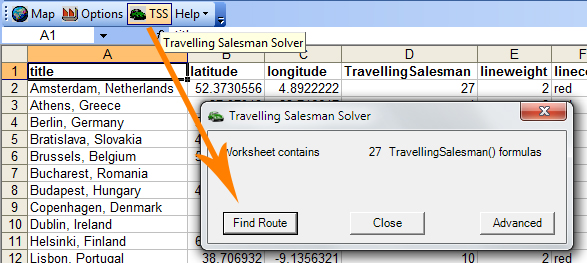 Map Options TSS Help
A1
Travelling Salesman Solver
A D E
1 title latitude longitude TravellingSalesman lineweight linec
2 Amsterdam, Netherlands 52.3730556 4.8922222 27 2 red
3 Athens, Greece
4 Berlin, Germany
5 Bratislava, Slovakia
6 Brussels, Belgium
7 Bucharest, Romania
8 Budapest, Hungary
9 Copenhagen, Denmark
10 Dublin, Ireland
11 Helsinki, Finland
12 Lisbon, Portugal 38.706932 -9.1356321 10 2 red
Travelling Salesman Solver
Worksheet contains 27 TravellingSalesman() formulas
Find Route Close Advanced